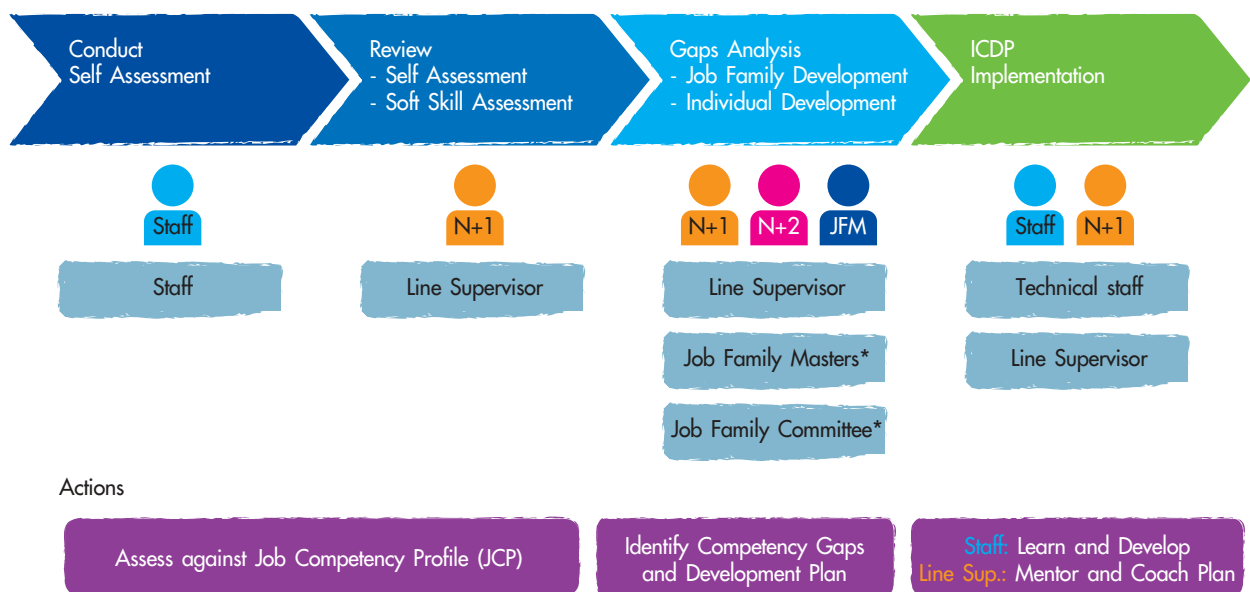 Conduct
Self Assessment
Review
- Self Assessment
- Soft Skill Assessment
Gaps Analysis
- Job Family Development
- Individual Development
ICDP
Implementation
Staff
N+1
N+1
N+2
JFM
Staff
N+1
Staff
Line Supervisor
Line Supervisor
Technical staff
Job Family Masters*
Line Supervisor
Job Family Committee*
Actions
Assess against Job Competency Profile (JCP)
Identify Competency Gaps
and Development Plan
Staff: Learn and Develop
Line Sup.: Mentor and Coach Plan